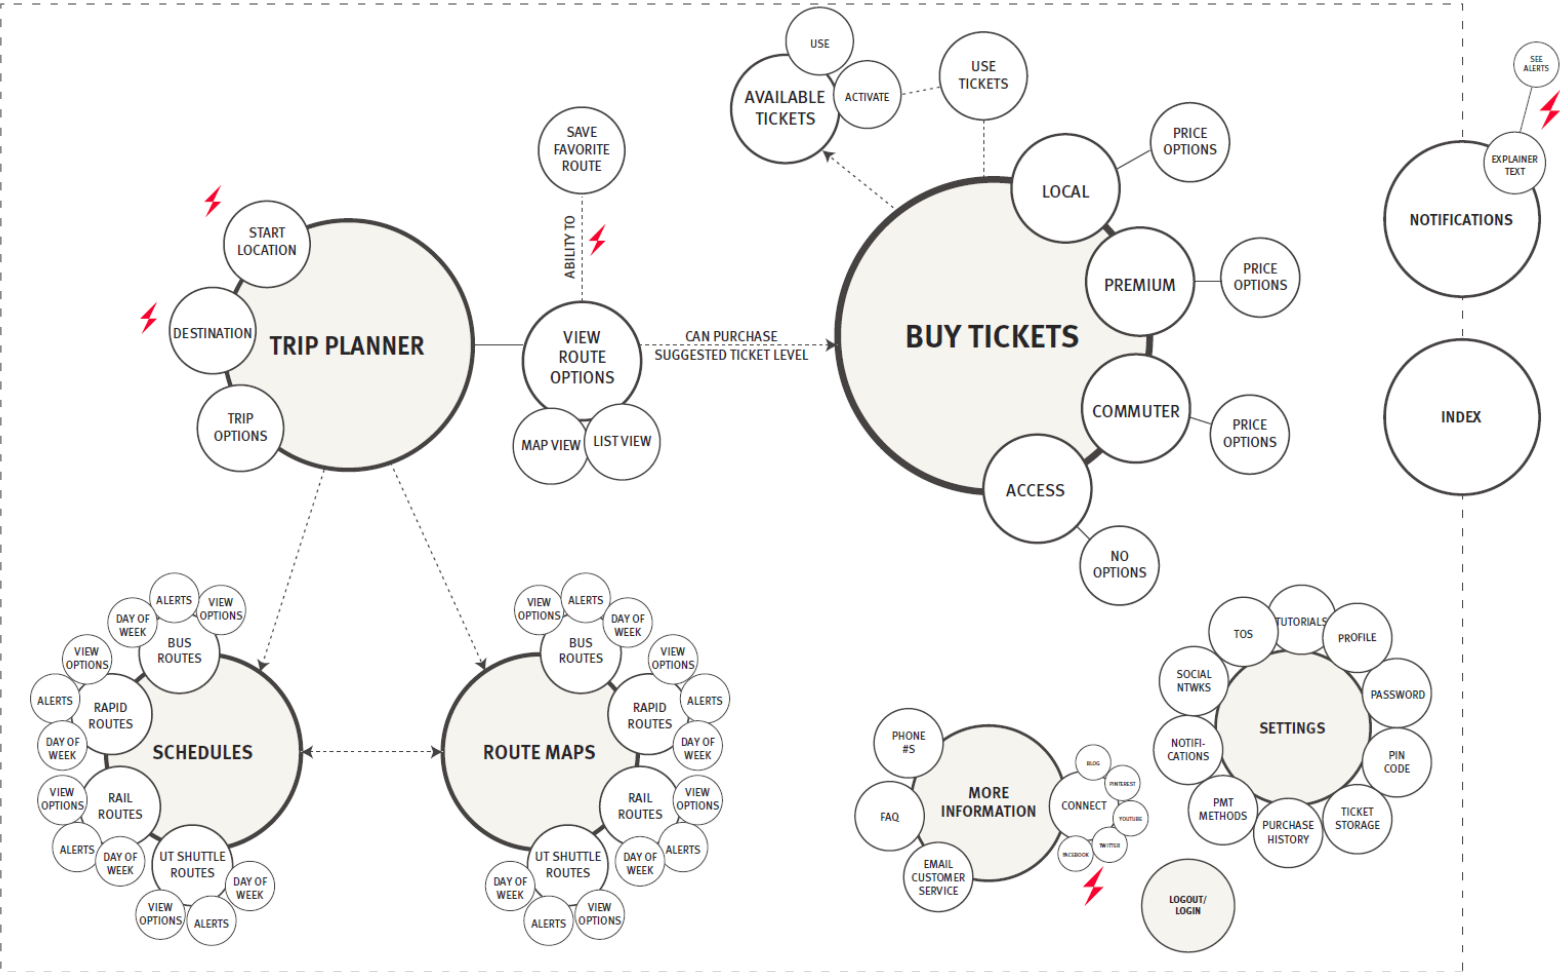 USE
AVAILABLE
TICKETS
ACTIVATE
USE
TICKETS
SEE
ALERTS
EXPLAINER
TEXT
NOTIFICATIONS
INDEX
SAVE
FAVORITE
ROUTE
ABILITY TO
START
LOCATION
DESTINATION
TRIP
OPTIONS
TRIP PLANNER
VIEW
ROUTE
OPTIONS
MAP VIEW
LIST VIEW
CAN PURCHASE
SUGGESTED TICKET LEVEL
BUY TICKETS
LOCAL
PRICE
OPTIONS
PREMIUM
PRICE
OPTIONS
COMMUTER
PRICE
OPTIONS
ACCESS
NO
OPTIONS
SCHEDULES
BUS
ROUTES
DAY OF
WEEK
ALERTS
VIEW
OPTIONS
RAPID
ROUTES
VIEW
OPTIONS
ALERTS
DAY OF
WEEK
RAIL
ROUTES
VIEW
OPTIONS
ALERTS
DAY OF
WEEK
UT SHUTTLE
ROUTES
VIEW
OPTIONS
ALERTS
DAY OF
WEEK
ROUTE MAPS
BUS
ROUTES
VIEW
OPTIONS
ALERTS
DAY OF
WEEK
RAPID
ROUTES
VIEW
OPTIONS
ALERTS
DAY OF
WEEK
RAIL
ROUTES
VIEW
OPTIONS
ALERTS
DAY OF
WEEK
UT SHUTTLE
ROUTES
DAY OF
WEEK
ALERTS
VIEW
OPTIONS
MORE
INFORMATION
PHONE
#S
FAQ
EMAIL
CUSTOMER
SERVICE
CONNECT
BLOG
PINTEREST
YOUTUBE
TWITTER
FACEBOOK
SETTINGS
TOS
TUTORIALS
PROFILE
PASSWORD
PIN
CODE
TICKET
STORAGE
PURCHASE
HISTORY
PMT
METHODS
NOTIFI-
CATIONS
SOCIAL
NTWKS
LOGOUT/
LOGIN